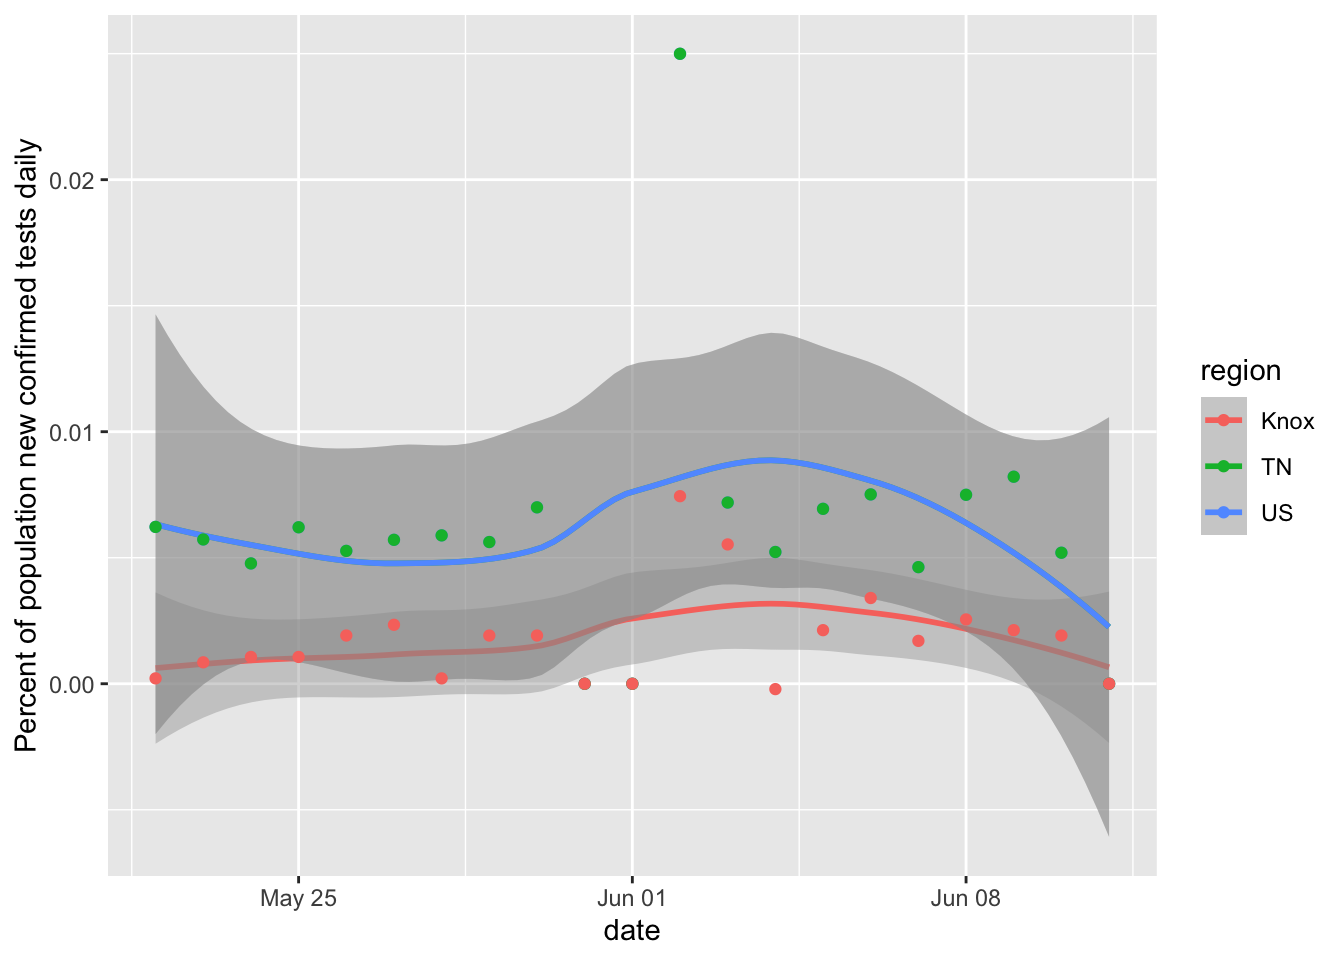 Percent of population new confirmed tests daily
0.02
0.01
0.00
May 25
Jun 01
Jun 08
date
region
Knox
TN
US